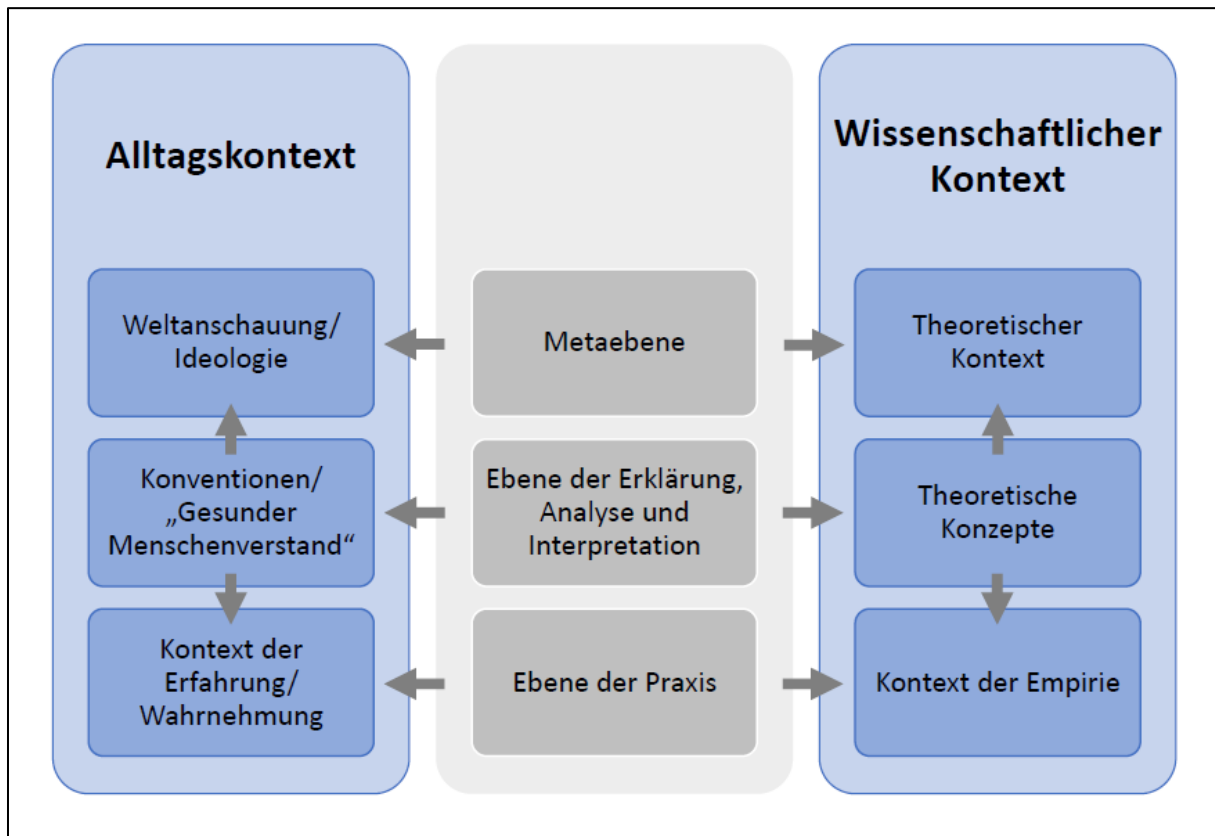 Alltagskontext
Wissenschaftlicher
Kontext
Weltanschauung/
Ideologie
Metaebene
Theoretischer
Kontext
Konventionen/
„Gesunder
Menschenverstand“
Ebene der Erklärung,
Analyse und
Interpretation
Theoretische
Konzepte
Kontext der
Erfahrung/
Wahrnehmung
Ebene der Praxis
Kontext der Empirie